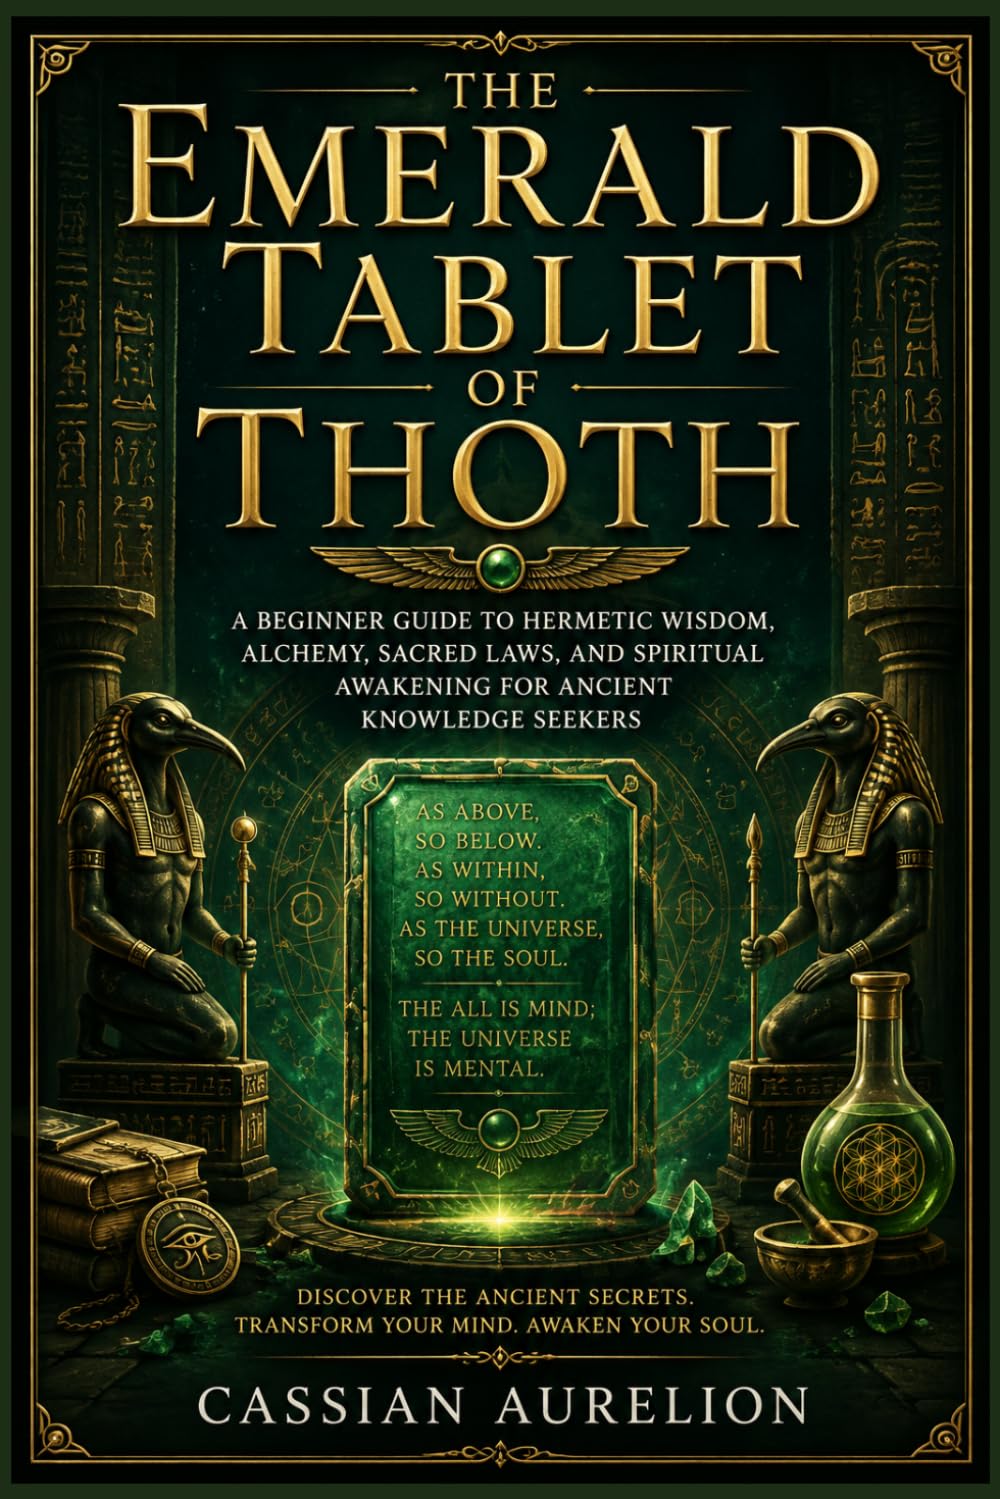 THE
EMERALD
TABLET
OF
THOTH
A BEGINNER GUIDE TO HERMETIC WISDOM,
ALCHEMY, SACRED LAWS, AND SPIRITUAL
AWAKENING FOR ANCIENT
KNOWLEDGE SEEKERS
AS ABOVE,
SO BELOW.
AS WITHIN,
SO WITHOUT.
AS THE UNIVERSE,
SO THE SOUL.
THE ALL IS MIND;
THE UNIVERSE
IS MENTAL.
DISCOVER THE ANCIENT SECRETS.
TRANSFORM YOUR MIND. AWAKEN YOUR SOUL.
CASSIAN AURELION